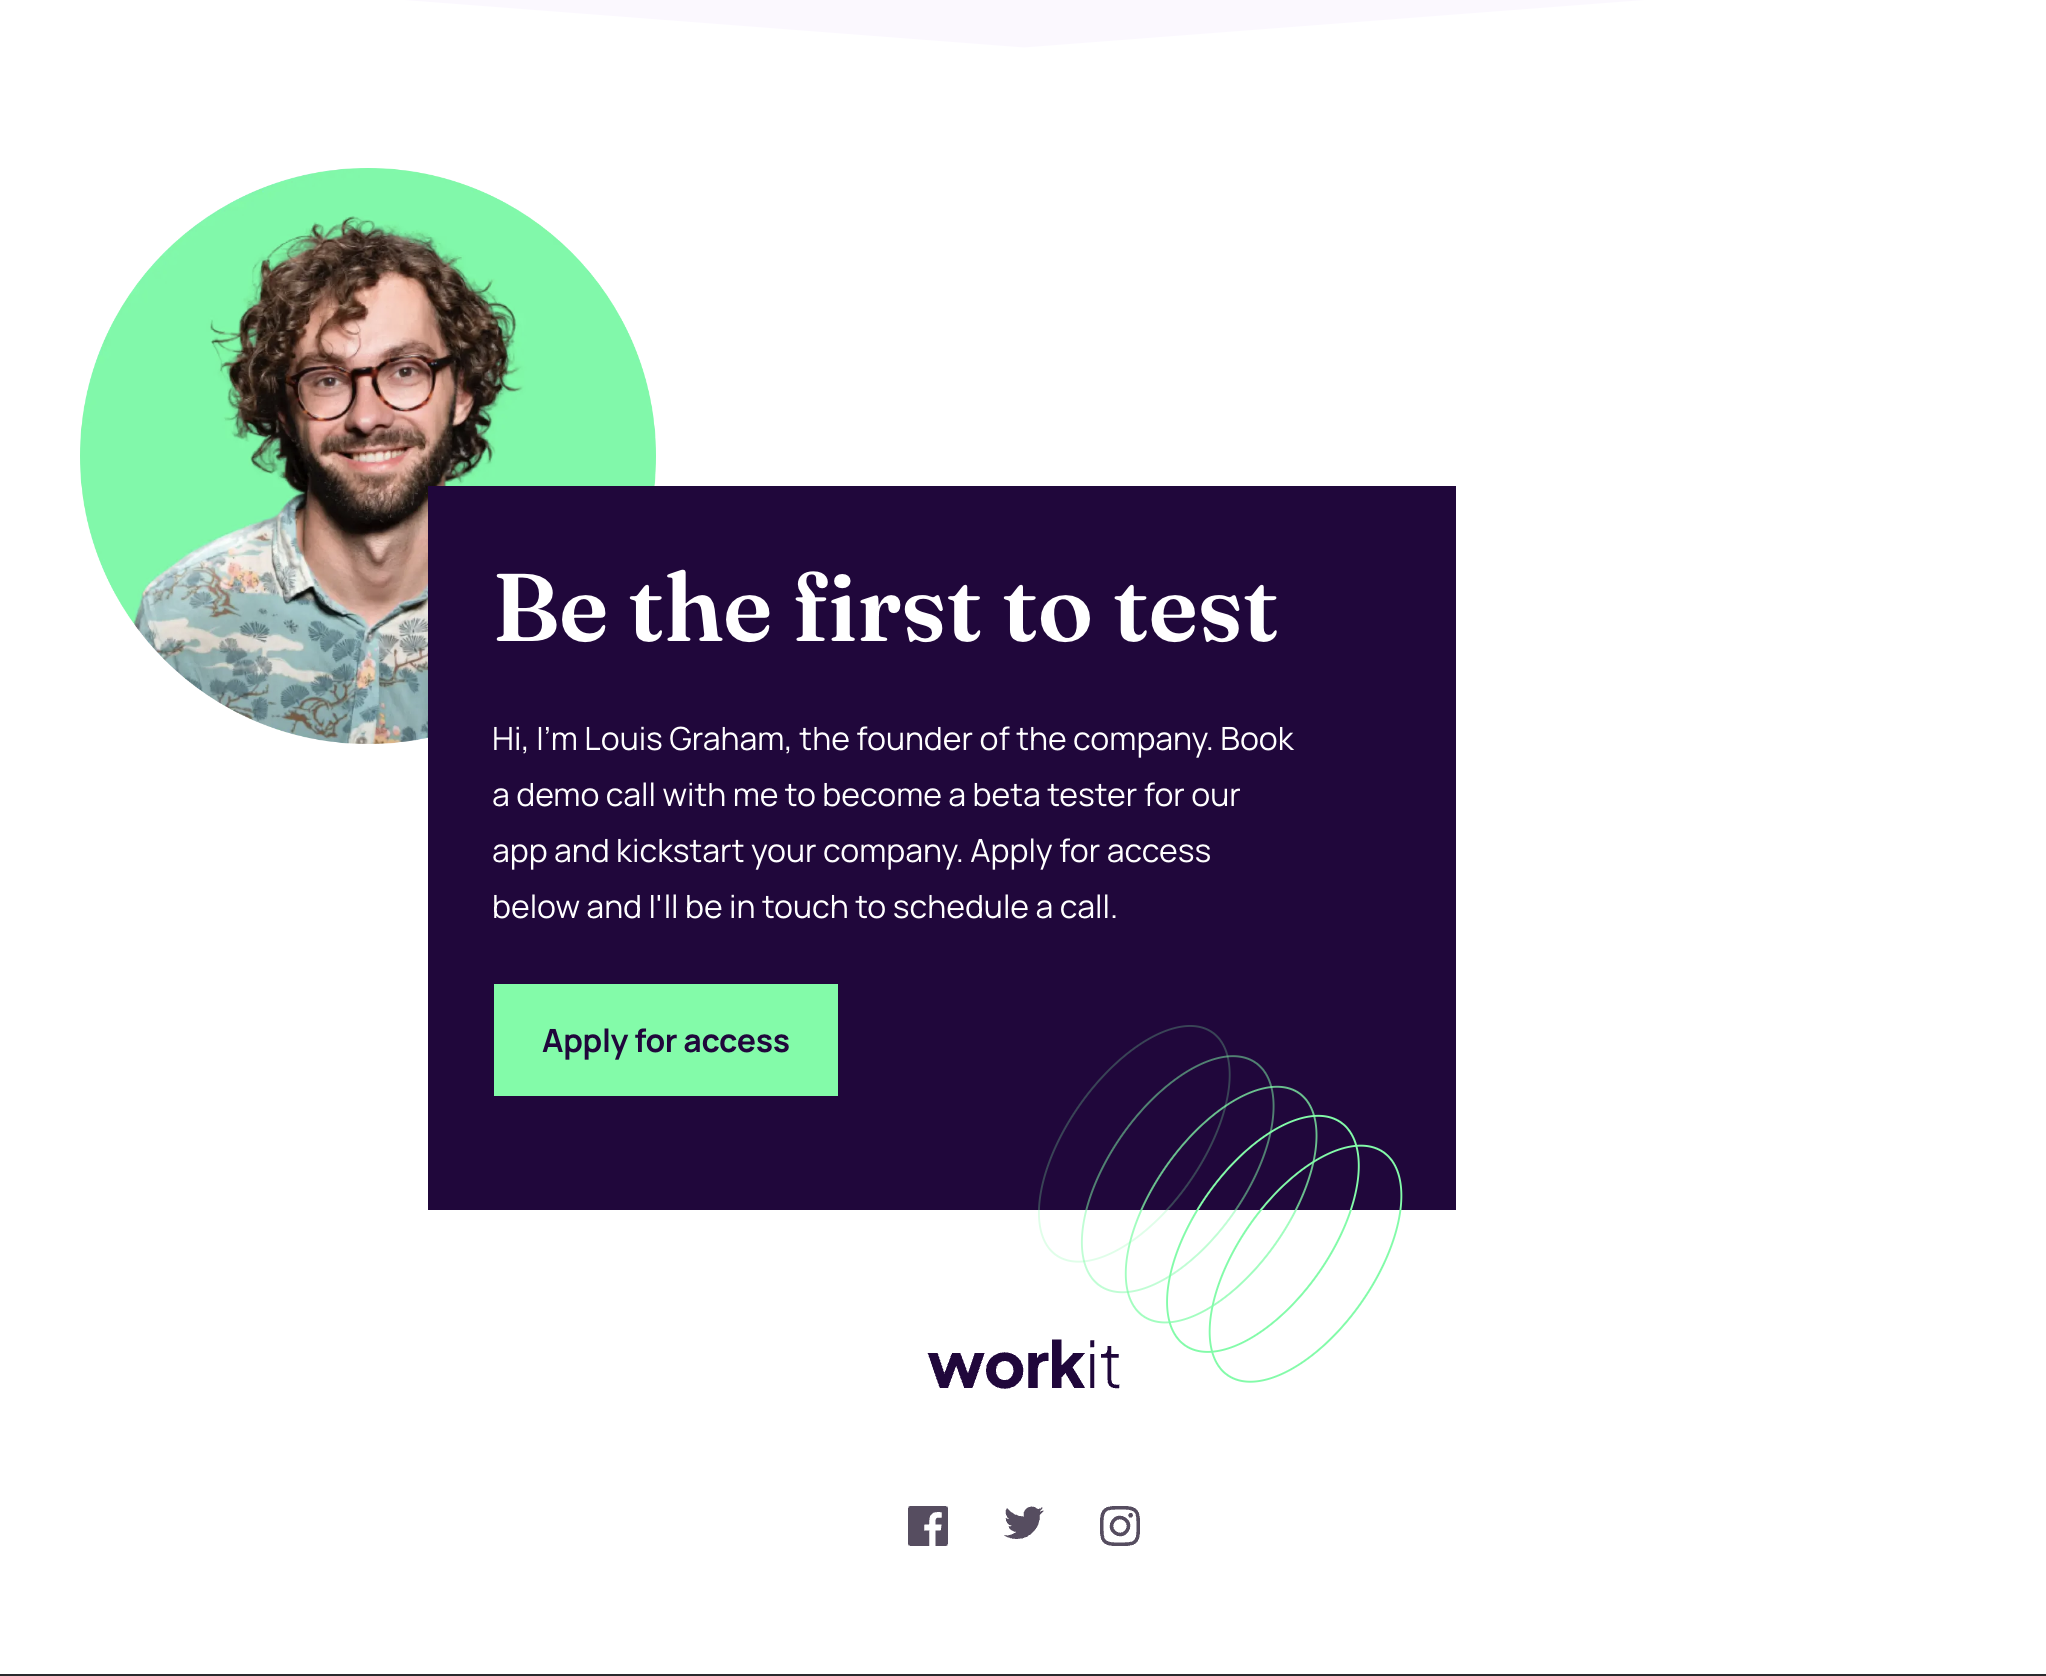 Be the first to test
Hi, I’m Louis Graham, the founder of the company. Book
a demo call with me to become a beta tester for our
app and kickstart your company. Apply for access
below and I'll be in touch to schedule a call.
Apply for access
workit